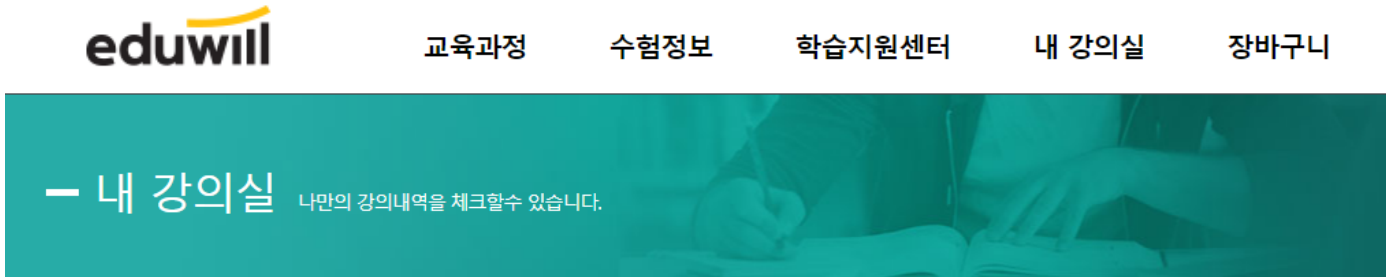 eduwill 교육과정 수험정보 학습지원센터 내 강의실 장바구니
내 강의실 나만의 강의내역을 체크할수 있습니다.